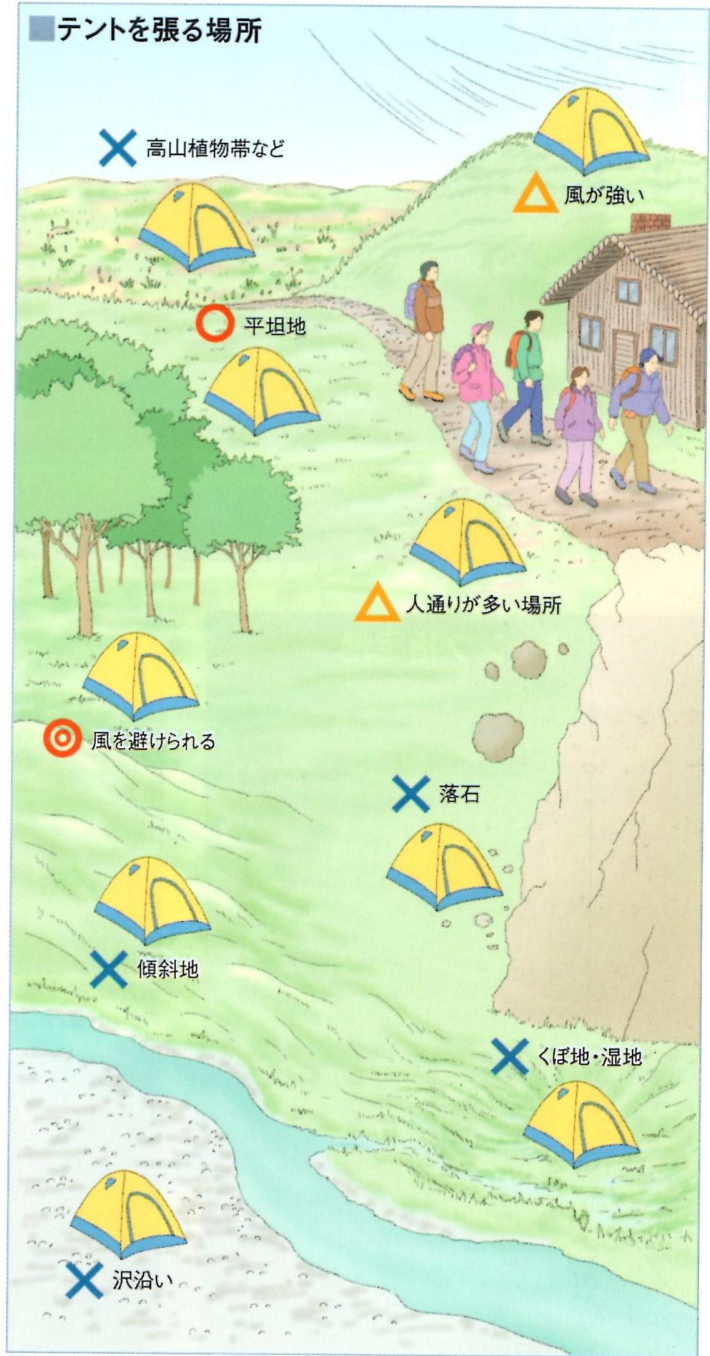 ■テントを張る場所
× 高山植物帯など
△ 風が強い
○ 平坦地
△ 人通りが多い場所
◎ 風を避けられる
× 落石
× 傾斜地
× くぼ地・湿地
× 沢沿い